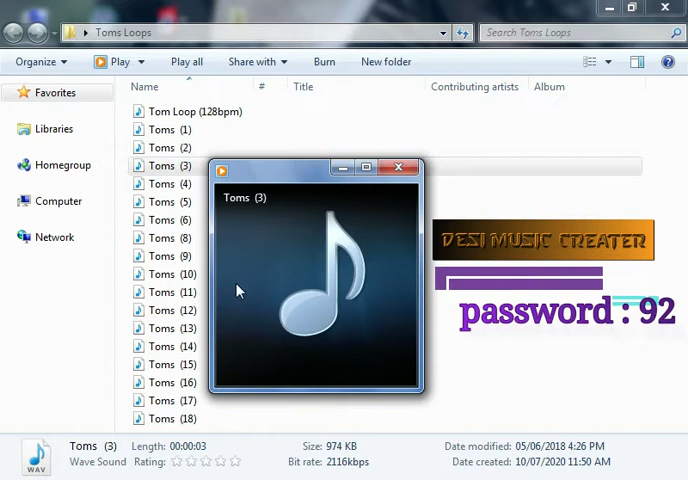 Toms Loops
Search Toms Loops
Organize Play Play all Share with Burn New folder
Name # Title Contributing artists Album
Favorites
Libraries
Homegroup
Computer
Network
Tom Loop (128bpm)
Toms (1)
Toms (2)
Toms (3)
Toms (4)
Toms (5)
Toms (6)
Toms (8)
Toms (9)
Toms (10)
Toms (11)
Toms (12)
Toms (13)
Toms (14)
Toms (15)
Toms (16)
Toms (17)
Toms (18)
Toms (3)
DESI MUSIC CREATER
password : 92
Toms (3) Length: 00:00:03 Size: 974 KB Date modified: 05/06/2018 4:26 PM
Wave Sound Rating: Bit rate: 2116kbps Date created: 10/07/2020 11:50 AM
WAV